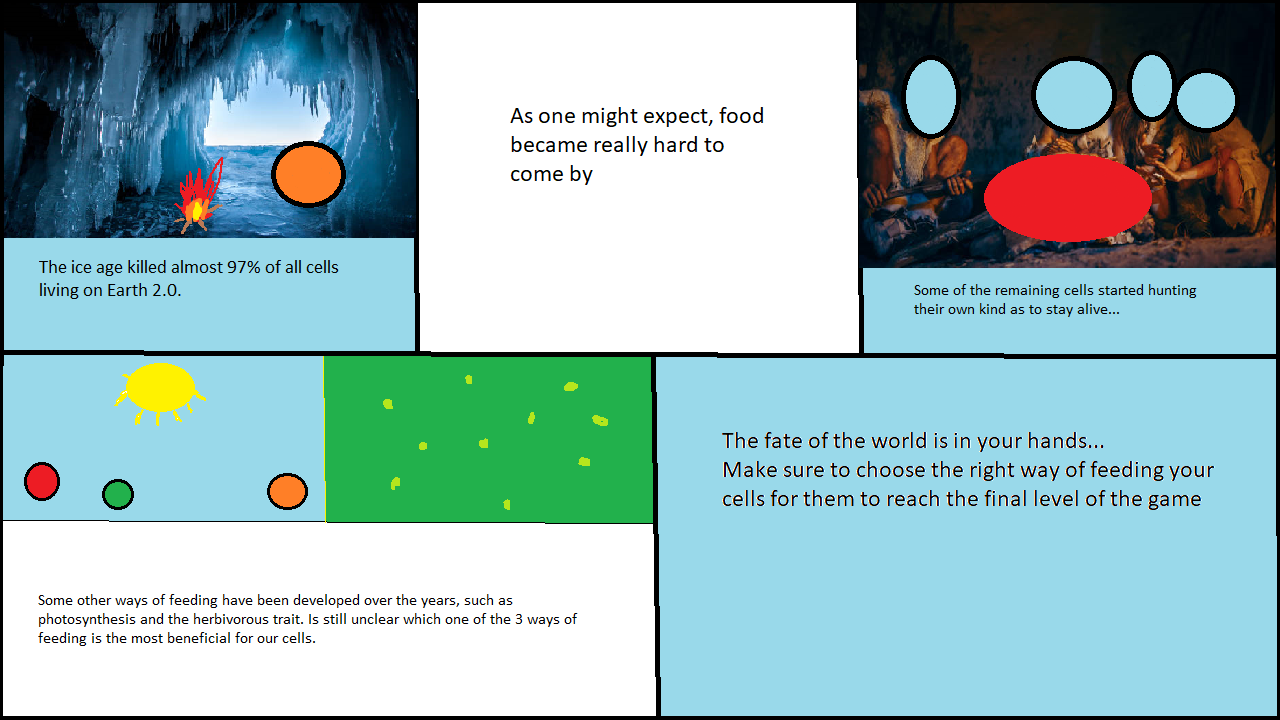 The ice age killed almost 97% of all cells
living on Earth 2.0.
As one might expect, food
became really hard to
come by
Some of the remaining cells started hunting
their own kind as to stay alive...
Some other ways of feeding have been developed over the years, such as
photosynthesis and the herbivorous trait. Is still unclear which one of the 3 ways of
feeding is the most beneficial for our cells.
The fate of the world is in your hands...
Make sure to choose the right way of feeding your
cells for them to reach the final level of the game